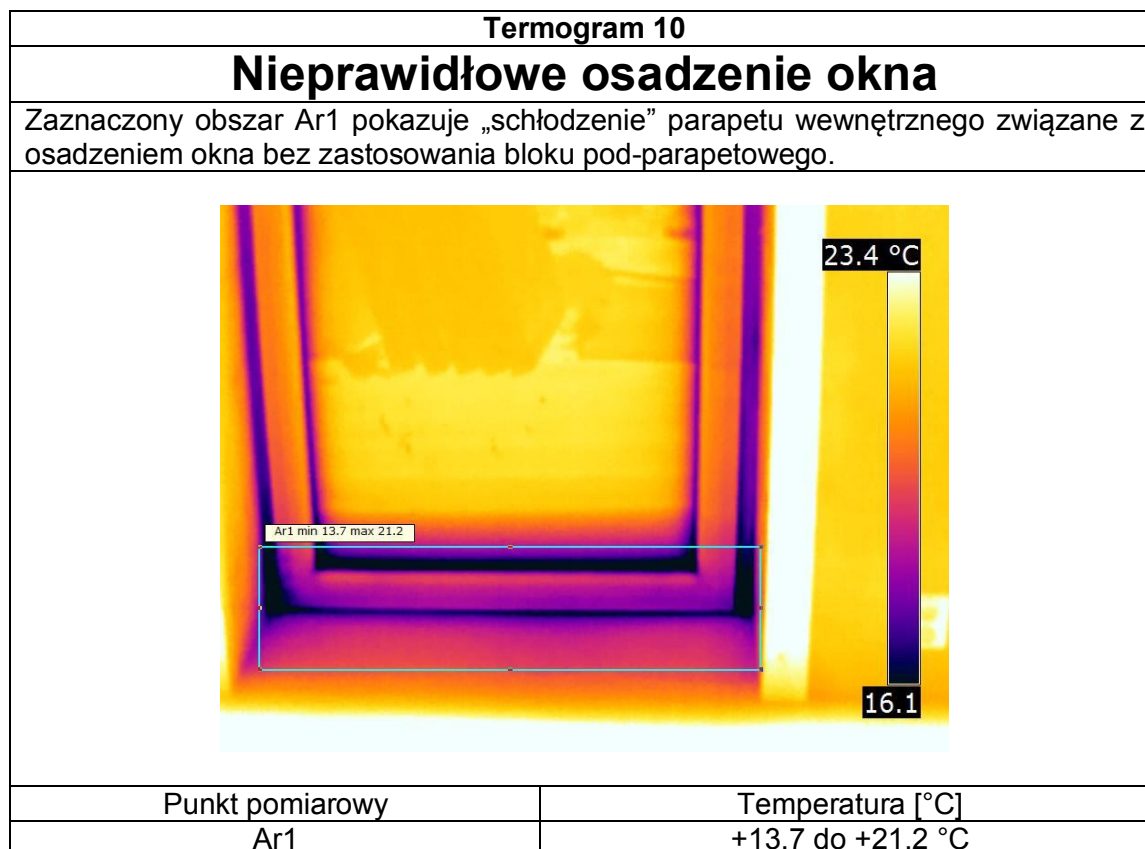 Termogram 10
Nieprawidłowe osadzenie okna
Zaznaczony obszar Ar1 pokazuje „schłodzenie” parapetu wewnętrznego związane z
osadzeniem okna bez zastosowania bloku pod-parapetowego.
23.4 °C
Ar1 min 13.7 max 21.2
16.1
Punkt pomiarowy Temperatura [°C]
Ar1 +13.7 do +21.2 °C